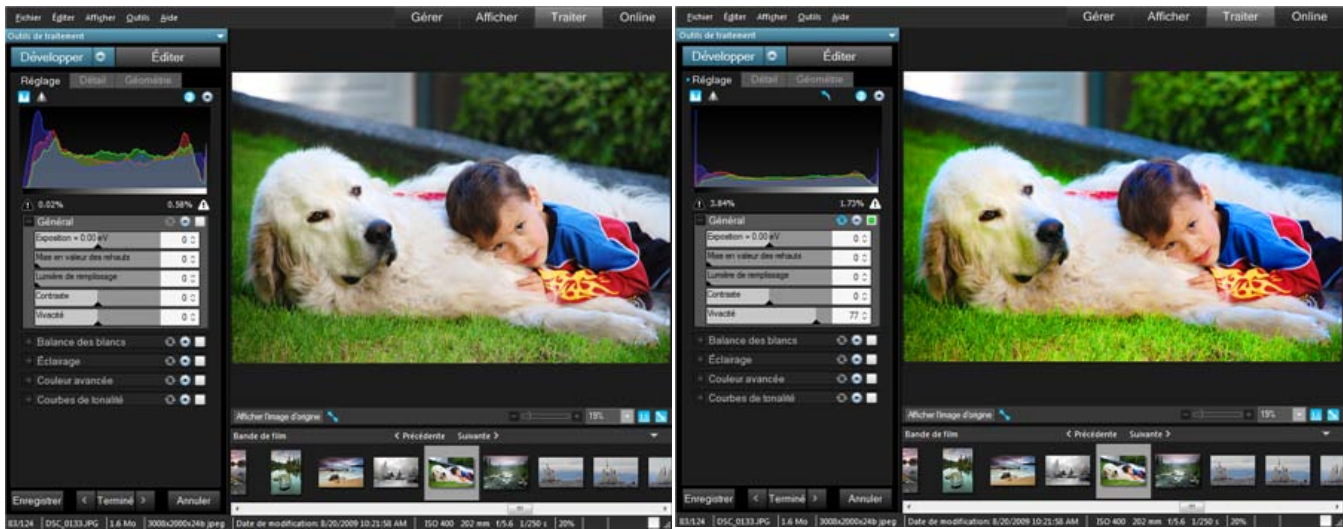 Fichier Éditer Afficher Outils Aide
Gérer Afficher Traiter Online
Outils de traitement
Développer Éditer
Réglage Détail Géométrie
0.02% 0.58%
Général
Exposition = 0.00 eV 0
Mise en valeur des rehauts 0
Lumière de remplissage 0
Contraste 0
Vivacité 0
Balance des blancs
Éclairage
Couleur avancée
Courbes de tonalité
Afficher l'image d'origine 19%
Bande de film < Précédente Suivante >
Enregistrer < Terminé > Annuler
83/124 DSC_0133.JPG 1.6 Mo 3008x2000x24b jpeg Date de modification: 8/20/2009 10:21:58 AM ISO 400 202 mm f/5.6 1/250 s 20%
Fichier Éditer Afficher Outils Aide
Gérer Afficher Traiter Online
Outils de traitement
Développer Éditer
Réglage Détail Géométrie
3.84% 1.73%
Général
Exposition = 0.00 eV 0
Mise en valeur des rehauts 0
Lumière de remplissage 0
Contraste 0
Vivacité 77
Balance des blancs
Éclairage
Couleur avancée
Courbes de tonalité
Afficher l'image d'origine 19%
Bande de film < Précédente Suivante >
Enregistrer < Terminé > Annuler
83/124 DSC_0133.JPG 1.6 Mo 3008x2000x24b jpeg Date de modification: 8/20/2009 10:21:58 AM ISO 400 202 mm f/5.6 1/250 s 20%